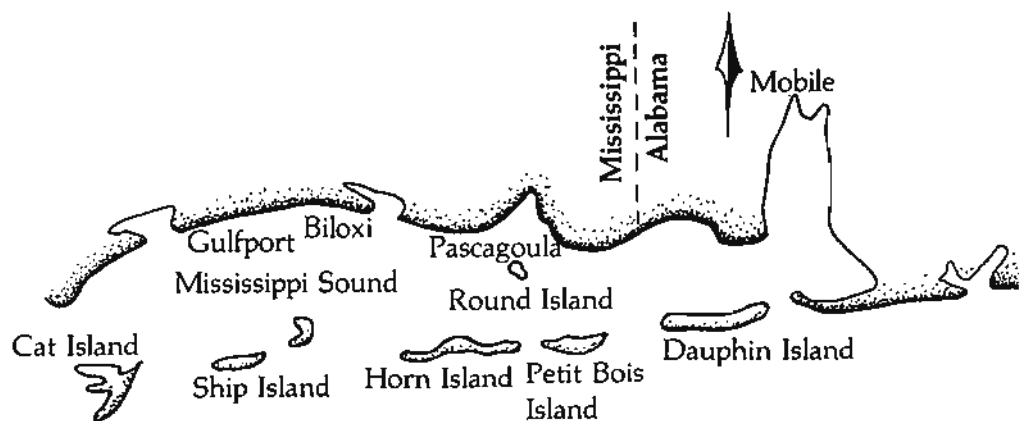 Mississippi
Alabama
Mobile
Gulfport
Biloxi
Pascagoula
Mississippi Sound
Round Island
Cat Island
Ship Island
Horn Island
Petit Bois
Island
Dauphin Island